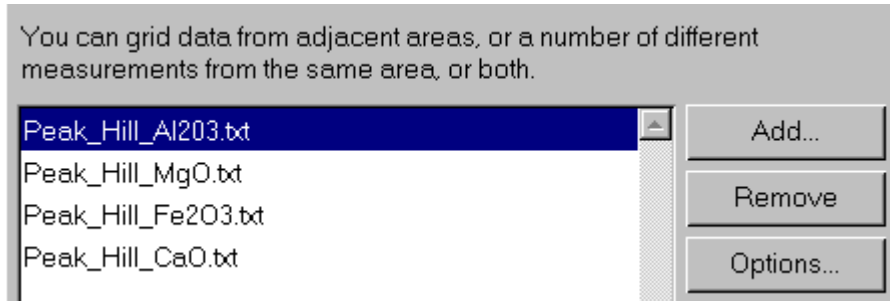 You can grid data from adjacent areas, or a number of different
measurements from the same area, or both.
Peak_Hill_Al203.txt
Peak_Hill_MgO.txt
Peak_Hill_Fe2O3.txt
Peak_Hill_CaO.txt
Add...
Remove
Options...